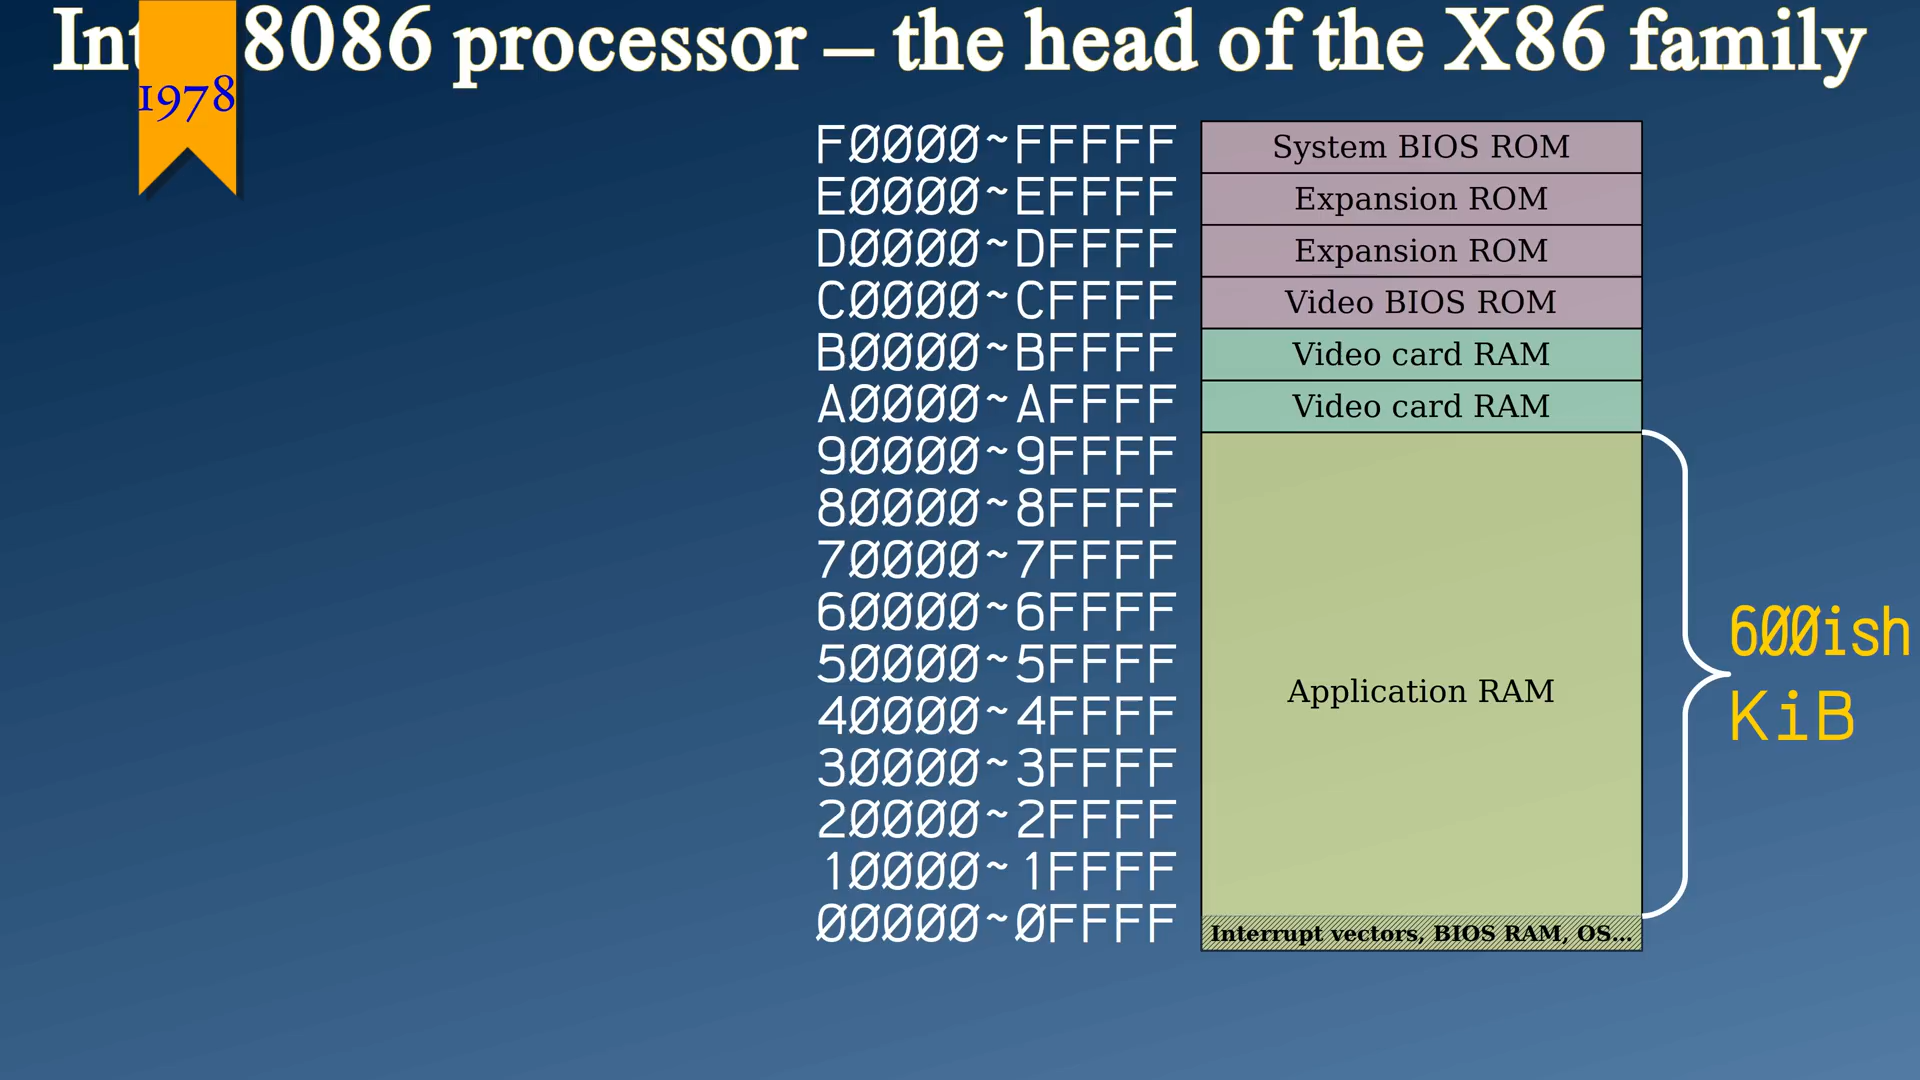 Int 8086 processor – the head of the X86 family
1978
F0000~FFFFF System BIOS ROM
E0000~EFFFF Expansion ROM
D0000~DFFFF Expansion ROM
C0000~CFFFF Video BIOS ROM
B0000~BFFFF Video card RAM
A0000~AFFFF Video card RAM
90000~9FFFF
80000~8FFFF
70000~7FFFF
60000~6FFFF
600ish
50000~5FFFF
Application RAM
40000~4FFFF
KiB
30000~3FFFF
20000~2FFFF
10000~1FFFF
00000~0FFFF Interrupt vectors, BIOS RAM, OS...